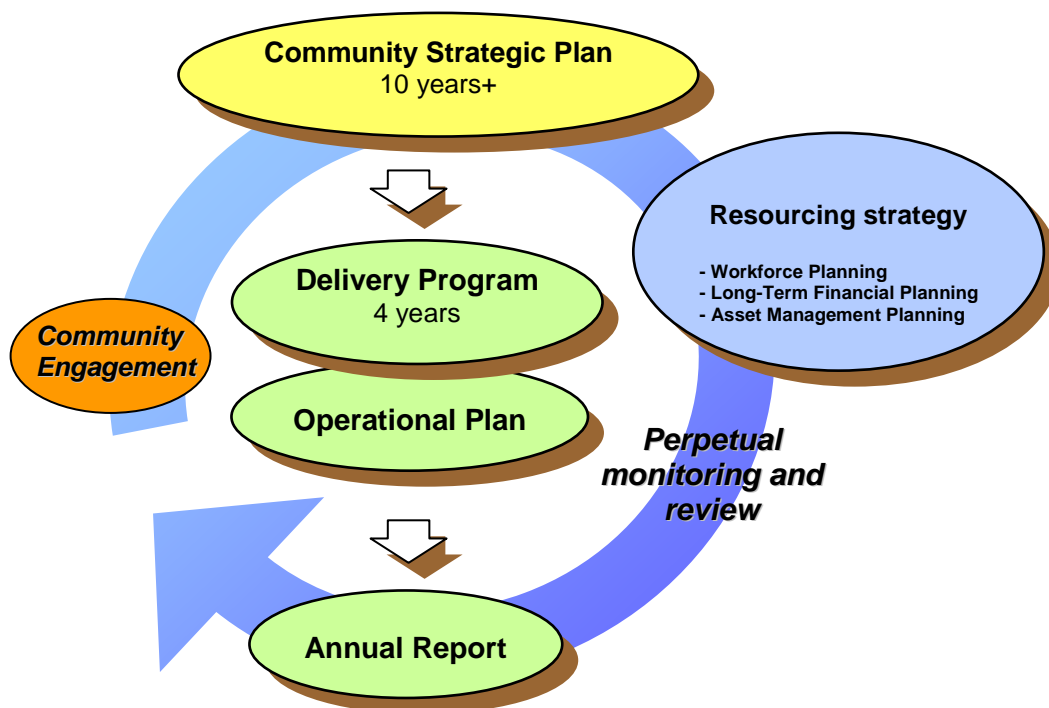 Community Strategic Plan
10 years+
Resourcing strategy
- Workforce Planning
- Long-Term Financial Planning
- Asset Management Planning
Delivery Program
4 years
Community
Engagement
Operational Plan
Perpetual
monitoring and
review
Annual Report